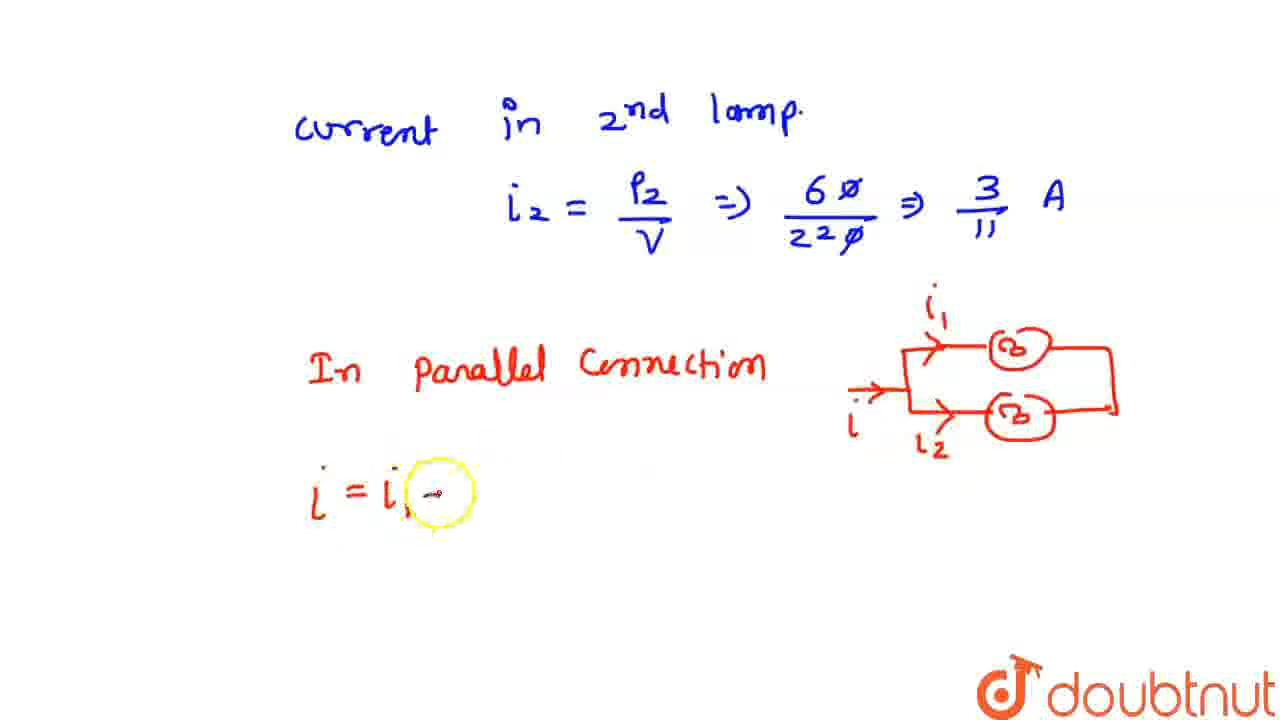 current in 2nd lamp.
i2 = P2/V => 60/220 => 3/11 A
i1
In parallel Connection
i
i2
i = i1 -
doubtnut